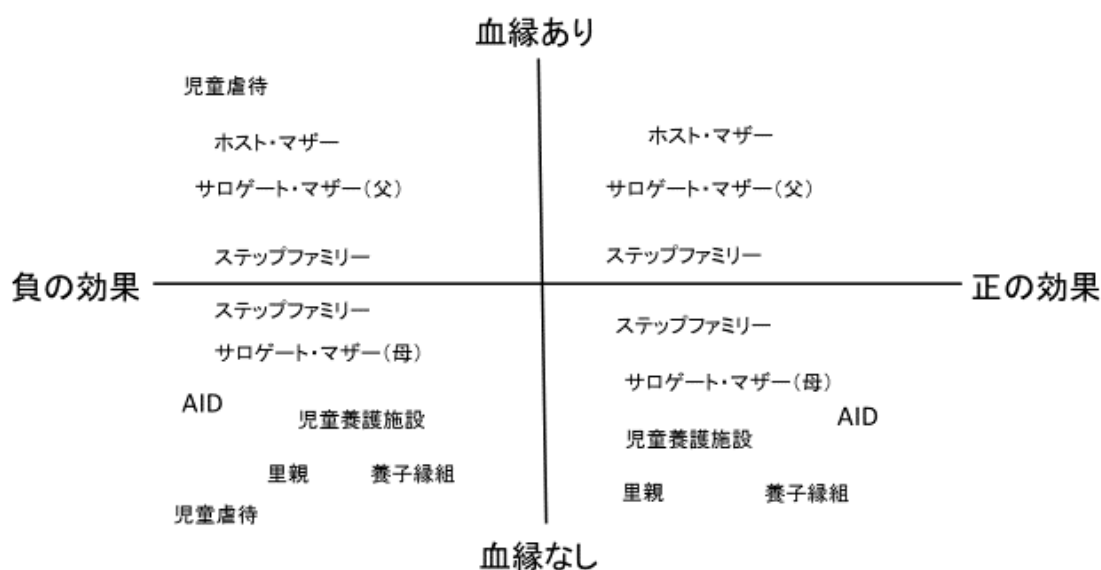 血縁あり
児童虐待
ホスト・マザー
ホスト・マザー
サロゲート・マザー(父)
サロゲート・マザー(父)
ステップファミリー
ステップファミリー
負の効果
正の効果
ステップファミリー
ステップファミリー
サロゲート・マザー(母)
サロゲート・マザー(母)
AID
AID
児童養護施設
児童養護施設
里親
養子縁組
里親
養子縁組
児童虐待
血縁なし